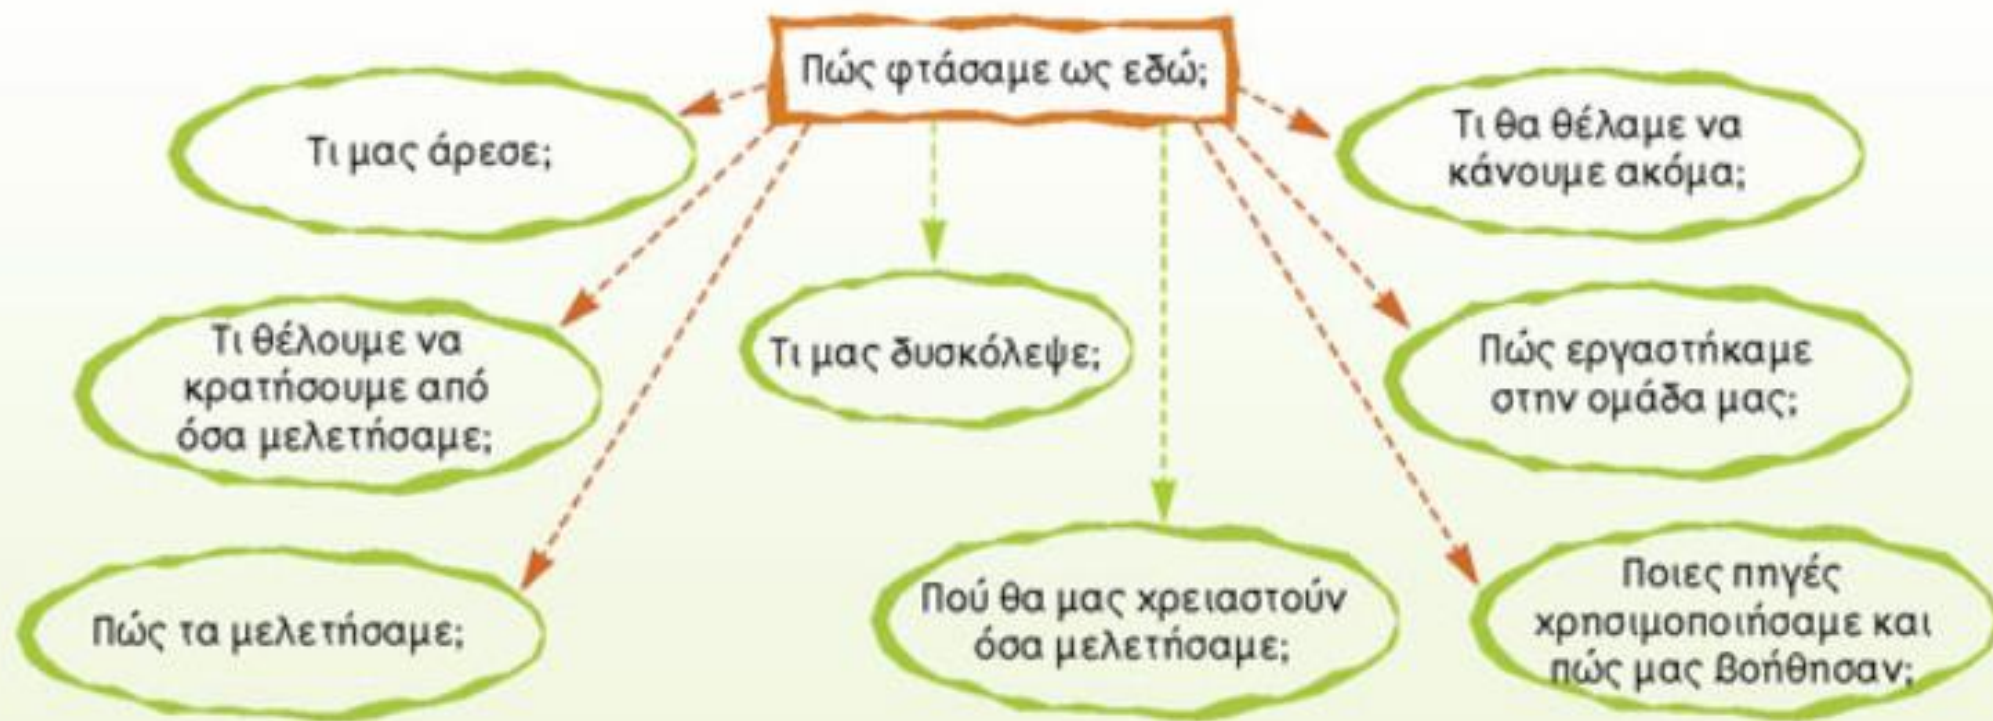 Πώς φτάσαμε ως εδώ;
Τι μας άρεσε;
Τι θα θέλαμε να
κάνουμε ακόμα;
Τι θέλουμε να
κρατήσουμε από
όσα μελετήσαμε;
Τι μας δυσκόλεψε;
Πώς εργαστήκαμε
στην ομάδα μας;
Πώς τα μελετήσαμε;
Πού θα μας χρειαστούν
όσα μελετήσαμε;
Ποιες πηγές
χρησιμοποιήσαμε και
πώς μας βοήθησαν;